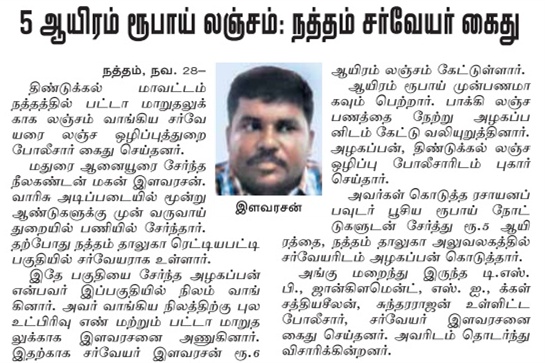 5 ஆயிரம் ரூபாய் லஞ்சம்: நத்தம் சர்வேயர் கைது
நத்தம், நவ. 28–
திண்டுக்கல் மாவட்டம்
நத்தத்தில் பட்டா மாறுதலுக்
காக லஞ்சம் வாங்கிய சர்வே
யரை லஞ்ச ஒழிப்புத்துறை
போலீசார் கைது செய்தனர்.
மதுரை ஆனையூரை சேர்ந்த
நீலகண்டன் மகன் இளவரசன்.
வாரிசு அடிப்படையில் மூன்று
ஆண்டுகளுக்கு முன் வருவாய்
துறையில் பணியில் சேர்ந்தார்.
தற்போது நத்தம் தாலுகா ரெட்டியபட்டி
பகுதியில் சர்வேயராக உள்ளார்.
இதே பகுதியை சேர்ந்த அழகப்பன்
என்பவர் இப்பகுதியில் நிலம் வாங்
கினார். அவர் வாங்கிய நிலத்திற்கு புல
உட்பிரிவு எண் மற்றும் பட்டா மாறுத
லுக்காக இளவரசனை அணுகினார்.
இதற்காக சர்வேயர் இளவரசன் ரூ.6
இளவரசன்
ஆயிரம் லஞ்சம் கேட்டுள்ளார்.
ஆயிரம் ரூபாய் முன்பணமா
கவும் பெற்றார். பாக்கி லஞ்ச
பணத்தை நேற்று அழகப்ப
னிடம் கேட்டு வலியுறுத்தினார்.
அழகப்பன், திண்டுக்கல் லஞ்ச
ஒழிப்பு போலீசாரிடம் புகார்
செய்தார்.
அவர்கள் கொடுத்த ரசாயனப்
பவுடர் பூசிய ரூபாய் நோட்
டுகளுடன் சேர்த்து ரூ.5 ஆயி
ரத்தை, நத்தம் தாலுகா அலுவலகத்தில்
சர்வேயரிடம் அழகப்பன் கொடுத்தார்.
அங்கு மறைந்து இருந்த டி.எஸ்.
பி., ஜான்கிளமென்ட், எஸ். ஐ., க்கள்
சத்தியசீலன், சுந்தரராஜன் உள்ளிட்ட
போலீசார், சர்வேயர் இளவரசனை
கைது செய்தனர். அவரிடம் தொடர்ந்து
விசாரிக்கின்றனர்.